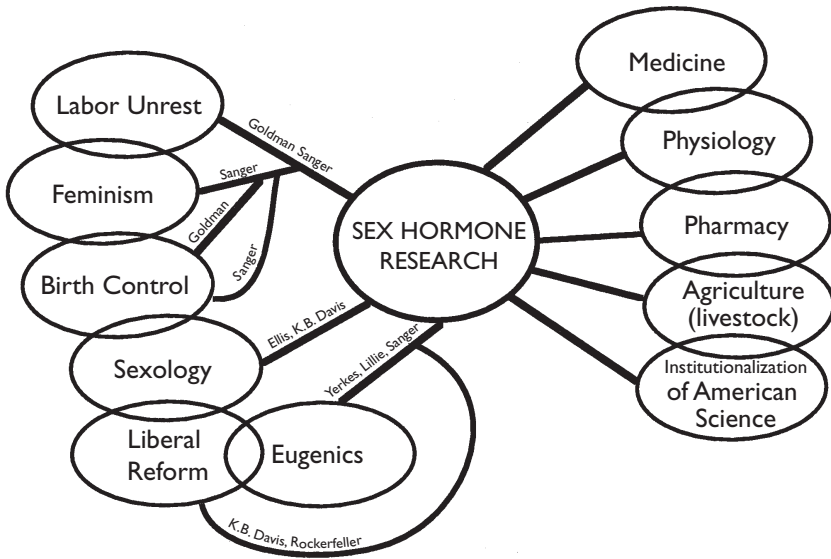 Labor Unrest
Feminism
Birth Control
Sexology
Liberal
Reform
Eugenics
Goldman Sanger
Sanger
Goldman
Sanger
Ellis, K.B. Davis
Yerkes, Lillie, Sanger
K.B. Davis, Rockerfeller
SEX HORMONE
RESEARCH
Medicine
Physiology
Pharmacy
Agriculture
(livestock)
Institutionalization
of American
Science